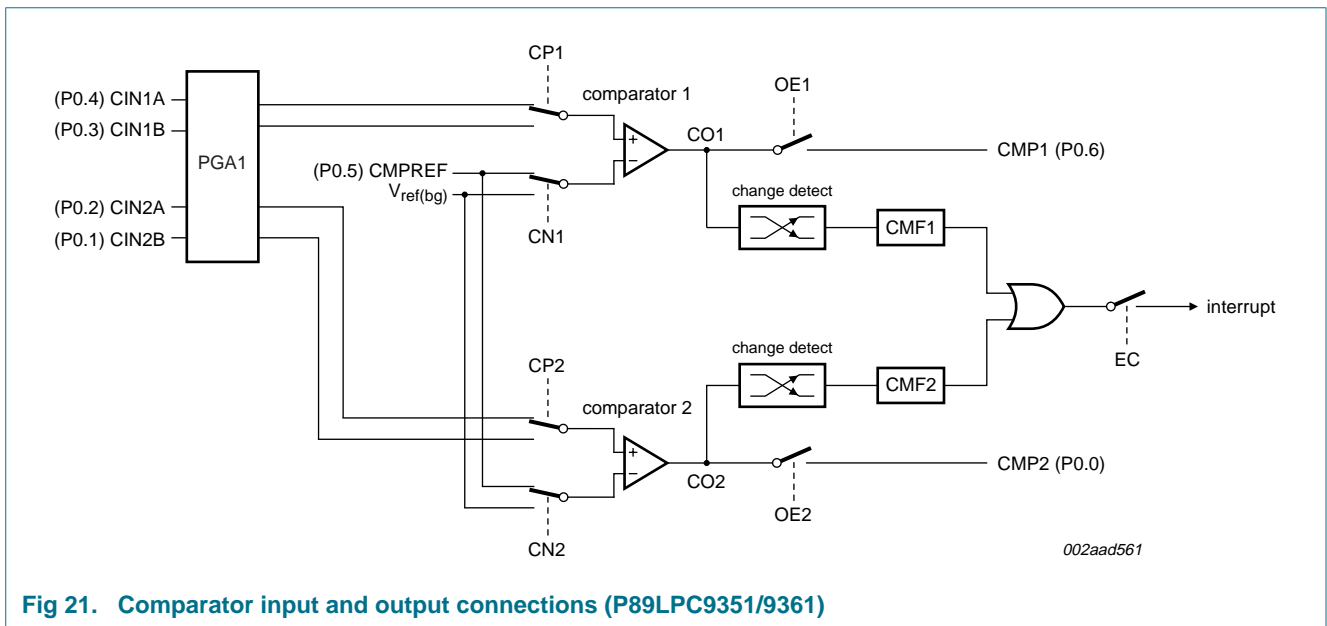 CP1
OE1
(P0.4) CIN1A
comparator 1
(P0.3) CIN1B
CO1
CMP1 (P0.6)
PGA1
(P0.5) CMPREF
Vref(bg)
change detect
CMF1
(P0.2) CIN2A
(P0.1) CIN2B
CN1
interrupt
change detect
EC
CP2
CMF2
comparator 2
CMP2 (P0.0)
CO2
OE2
CN2
002aad561
Fig 21. Comparator input and output connections (P89LPC9351/9361)